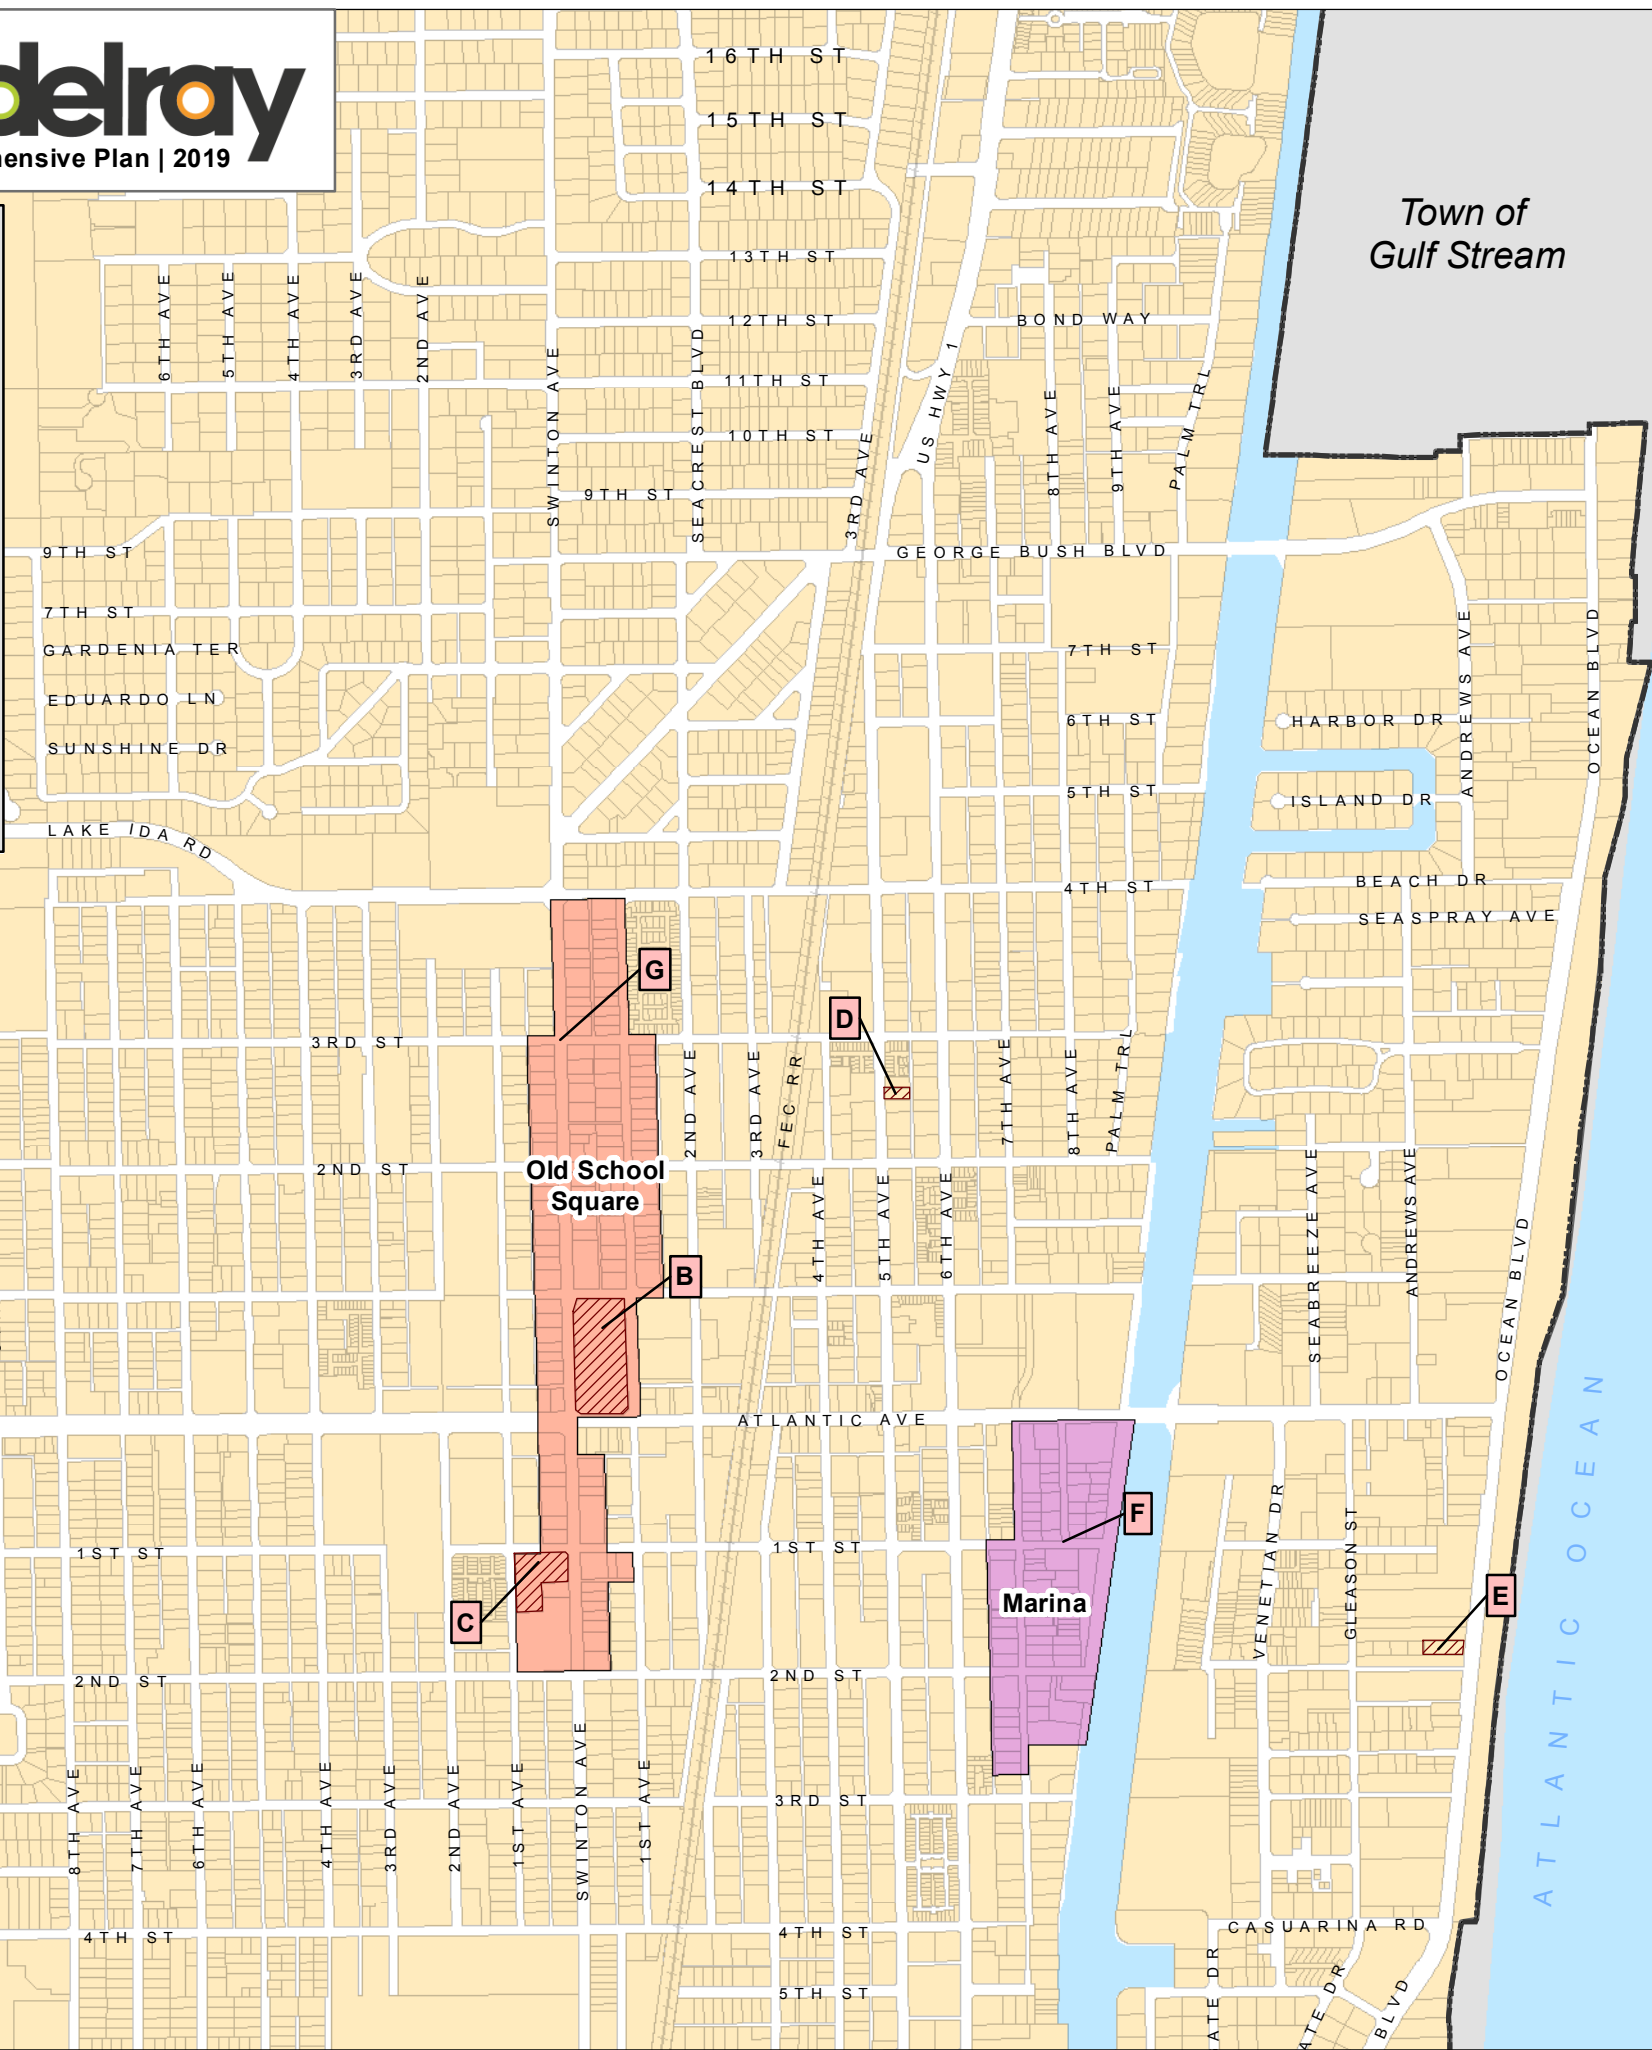 delray
ensive Plan | 2019
16TH ST
15TH ST
14TH ST
13TH ST
12TH ST
11TH ST
10TH ST
9TH ST
Town of
Gulf Stream
6TH AVE
5TH AVE
4TH AVE
3RD AVE
2ND AVE
SWINTON AVE
SEACREST BLVD
3RD AVE
US HWY 1
BOND WAY
8TH AVE
9TH AVE
PALM TRL
9TH ST
GEORGE BUSH BLVD
7TH ST
GARDENIA TER
EDUARDO LN
SUNSHINE DR
LAKE IDA RD
7TH ST
6TH ST
5TH ST
4TH ST
ANDREWS AVE
OCEAN BLVD
HARBOR DR
ISLAND DR
BEACH DR
SEASPRAY AVE
G
D
3RD ST
2ND AVE
3RD AVE
FEC RR
7TH AVE
8TH AVE
PALM TRL
2ND ST
Old School
Square
B
4TH AVE
5TH AVE
6TH AVE
SEABREEZE AVE
ANDREWS AVE
OCEAN BLVD
ATLANTIC AVE
F
1ST ST
1ST ST
Marina
C
E
VENETIAN DR
GLEASON ST
2ND ST
2ND ST
8TH AVE
7TH AVE
6TH AVE
4TH AVE
3RD AVE
2ND AVE
1ST AVE
SWINTON AVE
1ST AVE
3RD ST
4TH ST
4TH ST
5TH ST
CASUARINA RD
ATE DR
ATE DR
BLVD
ATLANTIC OCEAN